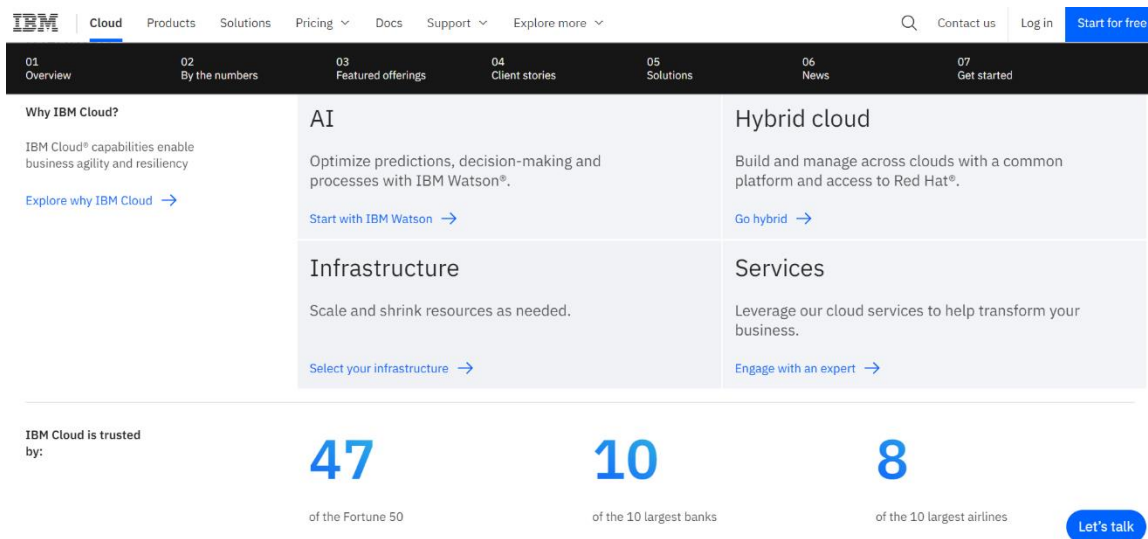 IBM Cloud Products Solutions Pricing Docs Support Explore more Contact us Log in Start for free
01 02 03 04 05 06 07
Overview By the numbers Featured offerings Client stories Solutions News Get started
Why IBM Cloud?
IBM Cloud® capabilities enable
business agility and resiliency
Explore why IBM Cloud →
AI
Optimize predictions, decision-making and
processes with IBM Watson®.
Start with IBM Watson →
Hybrid cloud
Build and manage across clouds with a common
platform and access to Red Hat®.
Go hybrid →
Infrastructure
Scale and shrink resources as needed.
Select your infrastructure →
Services
Leverage our cloud services to help transform your
business.
Engage with an expert →
IBM Cloud is trusted
by:
47
of the Fortune 50
10
of the 10 largest banks
8
of the 10 largest airlines
Let's talk